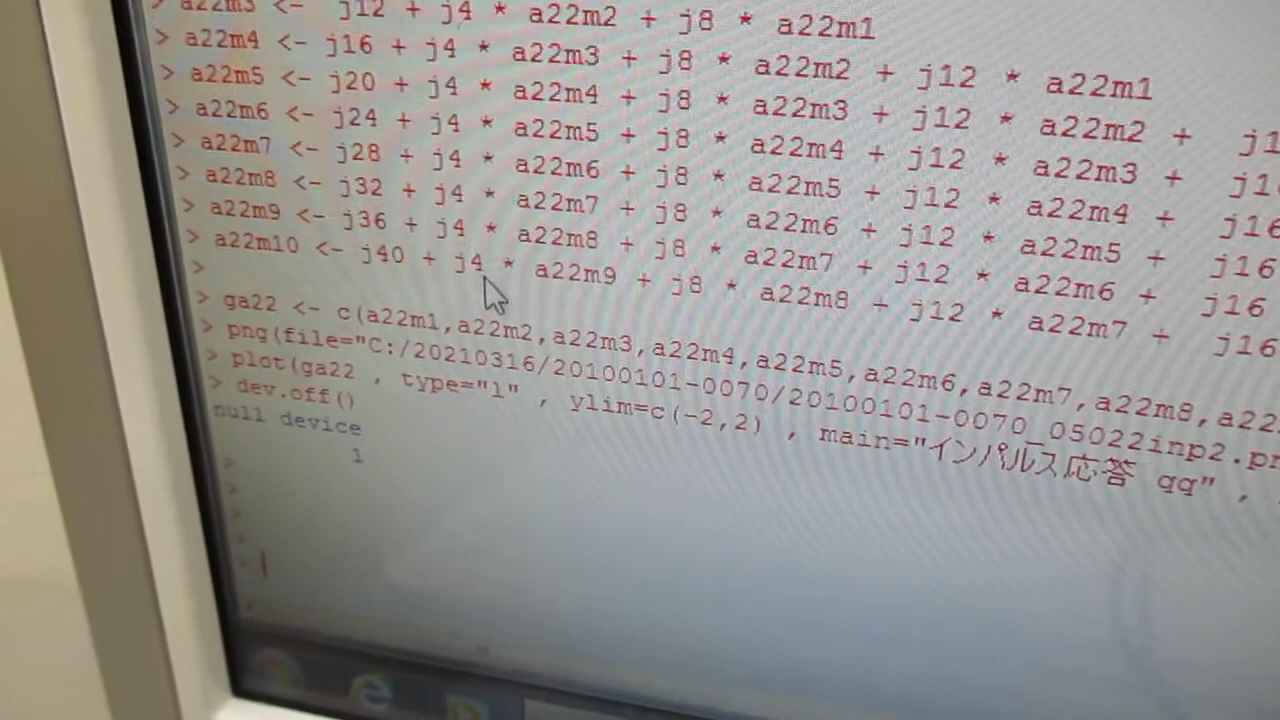 a22m3 <- j12 + j4 * a22m2 + j8 * a22m1
> a22m4 <- j16 + j4 * a22m3 + j8 * a22m2 + j12 * a22m1
> a22m5 <- j20 + j4 * a22m4 + j8 * a22m3 + j12 * a22m2 +
> a22m6 <- j24 + j4 * a22m5 + j8 * a22m4 + j12 * a22m3 +
> a22m7 <- j28 + j4 * a22m6 + j8 * a22m5 + j12 * a22m4 + j16
> a22m8 <- j32 + j4 * a22m7 + j8 * a22m6 + j12 * a22m5 + j16
> a22m9 <- j36 + j4 * a22m8 + j8 * a22m7 + j12 * a22m6 + j16
> a22m10 <- j40 + j4 * a22m9 + j8 * a22m8 + j12 * a22m7 + j16
>
> ga22 <- c(a22m1,a22m2,a22m3,a22m4,a22m5,a22m6,a22m7,a22m8,a22
> png(file="C:/20210316/20100101-0070/20100101-0070_05022inp2.pn
> plot(ga22 , type="l" , ylim=c(-2,2) , main="インパルス応答 qq" ,
> dev.off()
null device
1
>
>
>
>
>